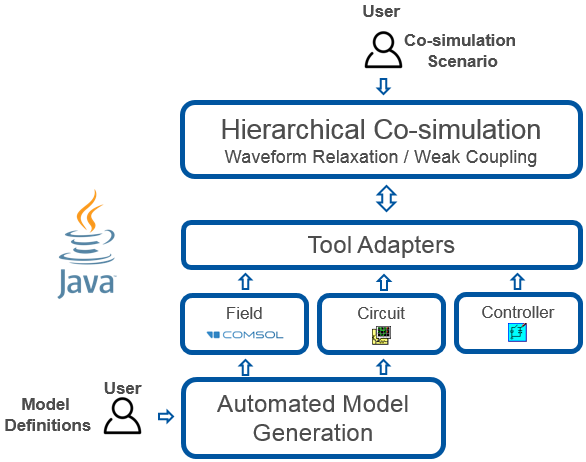 User
Co-simulation
Scenario
Hierarchical Co-simulation
Waveform Relaxation / Weak Coupling
Java™
Tool Adapters
Field
COMSOL
Circuit
Controller
User
Model
Definitions
Automated Model
Generation